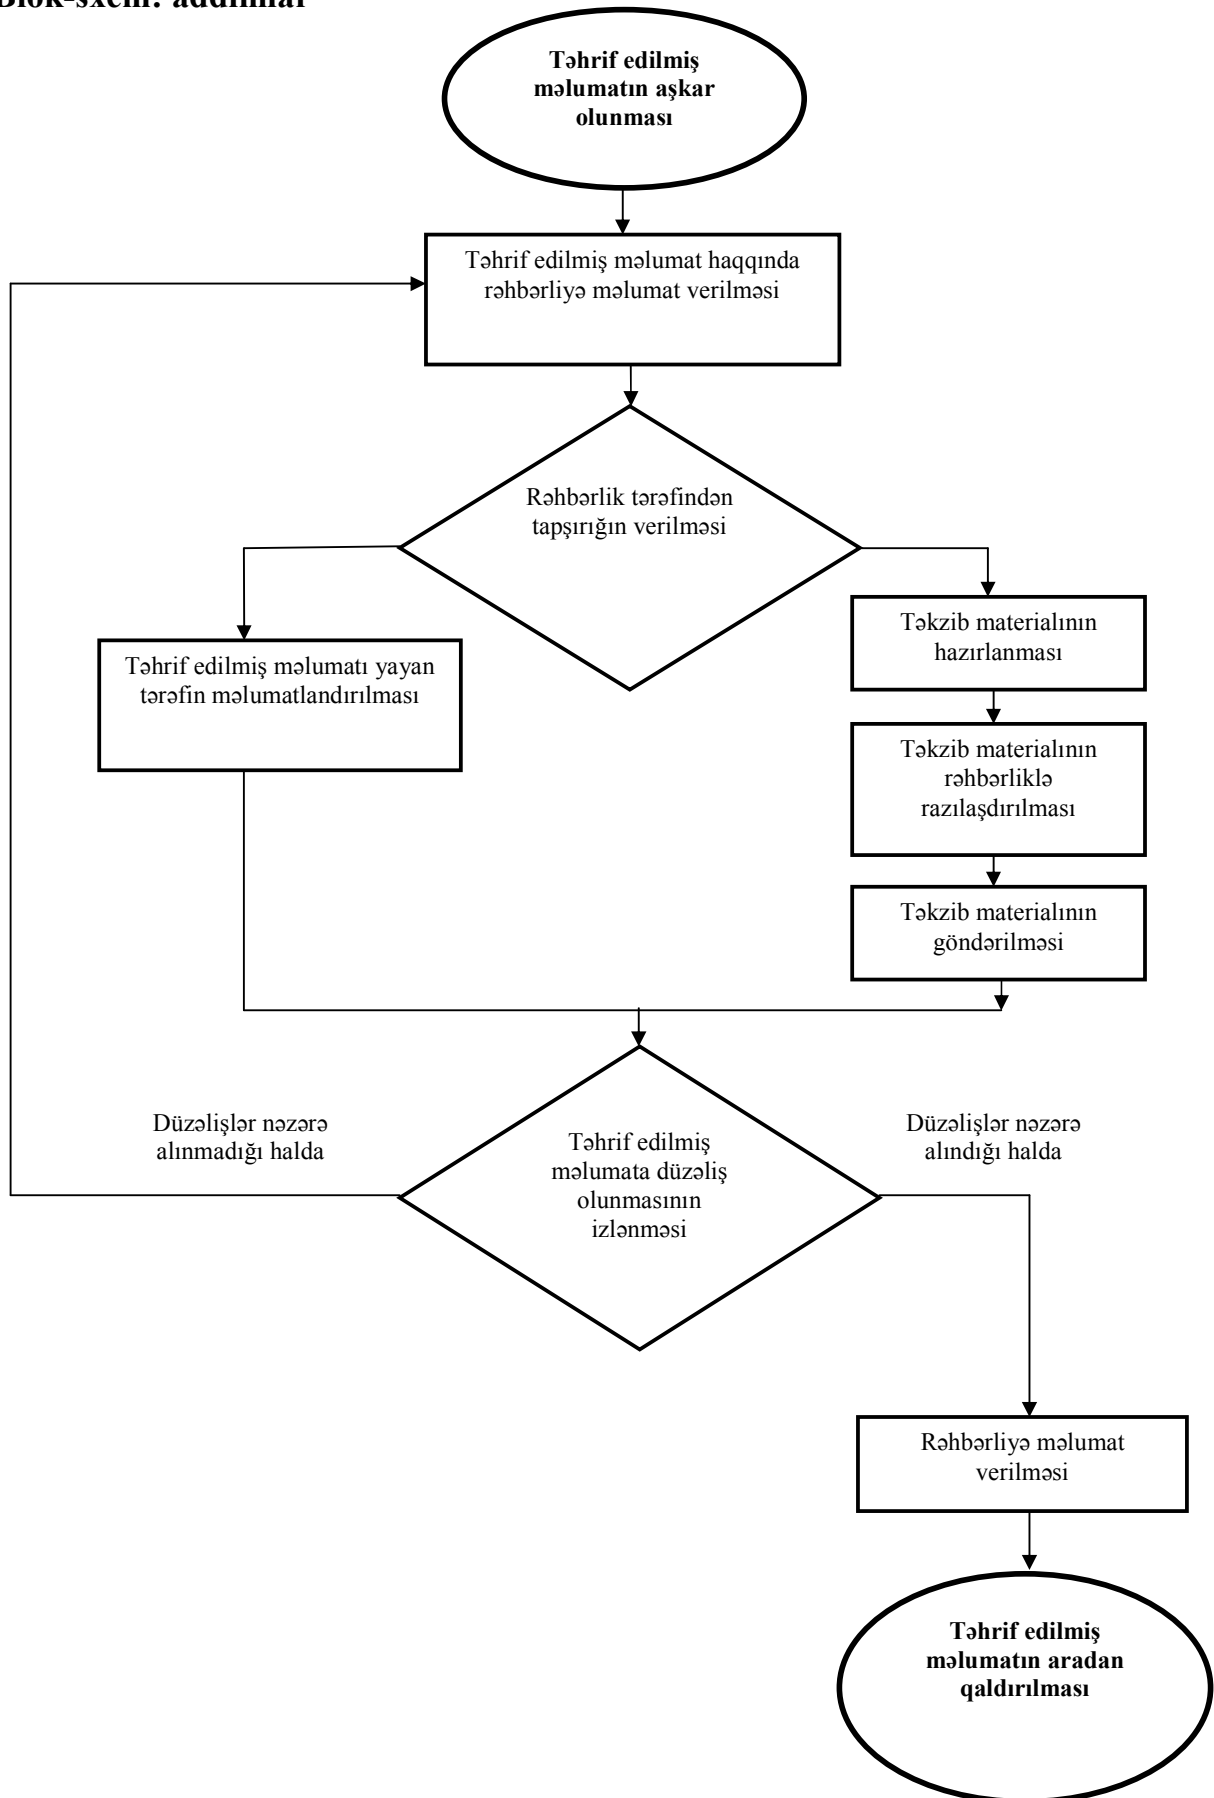 Blok-sxem: addımlar
Təhrif edilmiş
məlumatın aşkar
olunması
Təhrif edilmiş məlumat haqqında
rəhbərliyə məlumat verilməsi
Rəhbərlik tərəfindən
tapşırığın verilməsi
Təhrif edilmiş məlumatı yayan
tərəfin məlumatlandırılması
Təkzib materialının
hazırlanması
Təkzib materialının
rəhbərliklə
razılaşdırılması
Təkzib materialının
göndərilməsi
Düzəlişlər nəzərə
alınmadığı halda
Təhrif edilmiş
məlumata düzəliş
olunmasının
izlənməsi
Düzəlişlər nəzərə
alındığı halda
Rəhbərliyə məlumat
verilməsi
Təhrif edilmiş
məlumatın aradan
qaldırılması